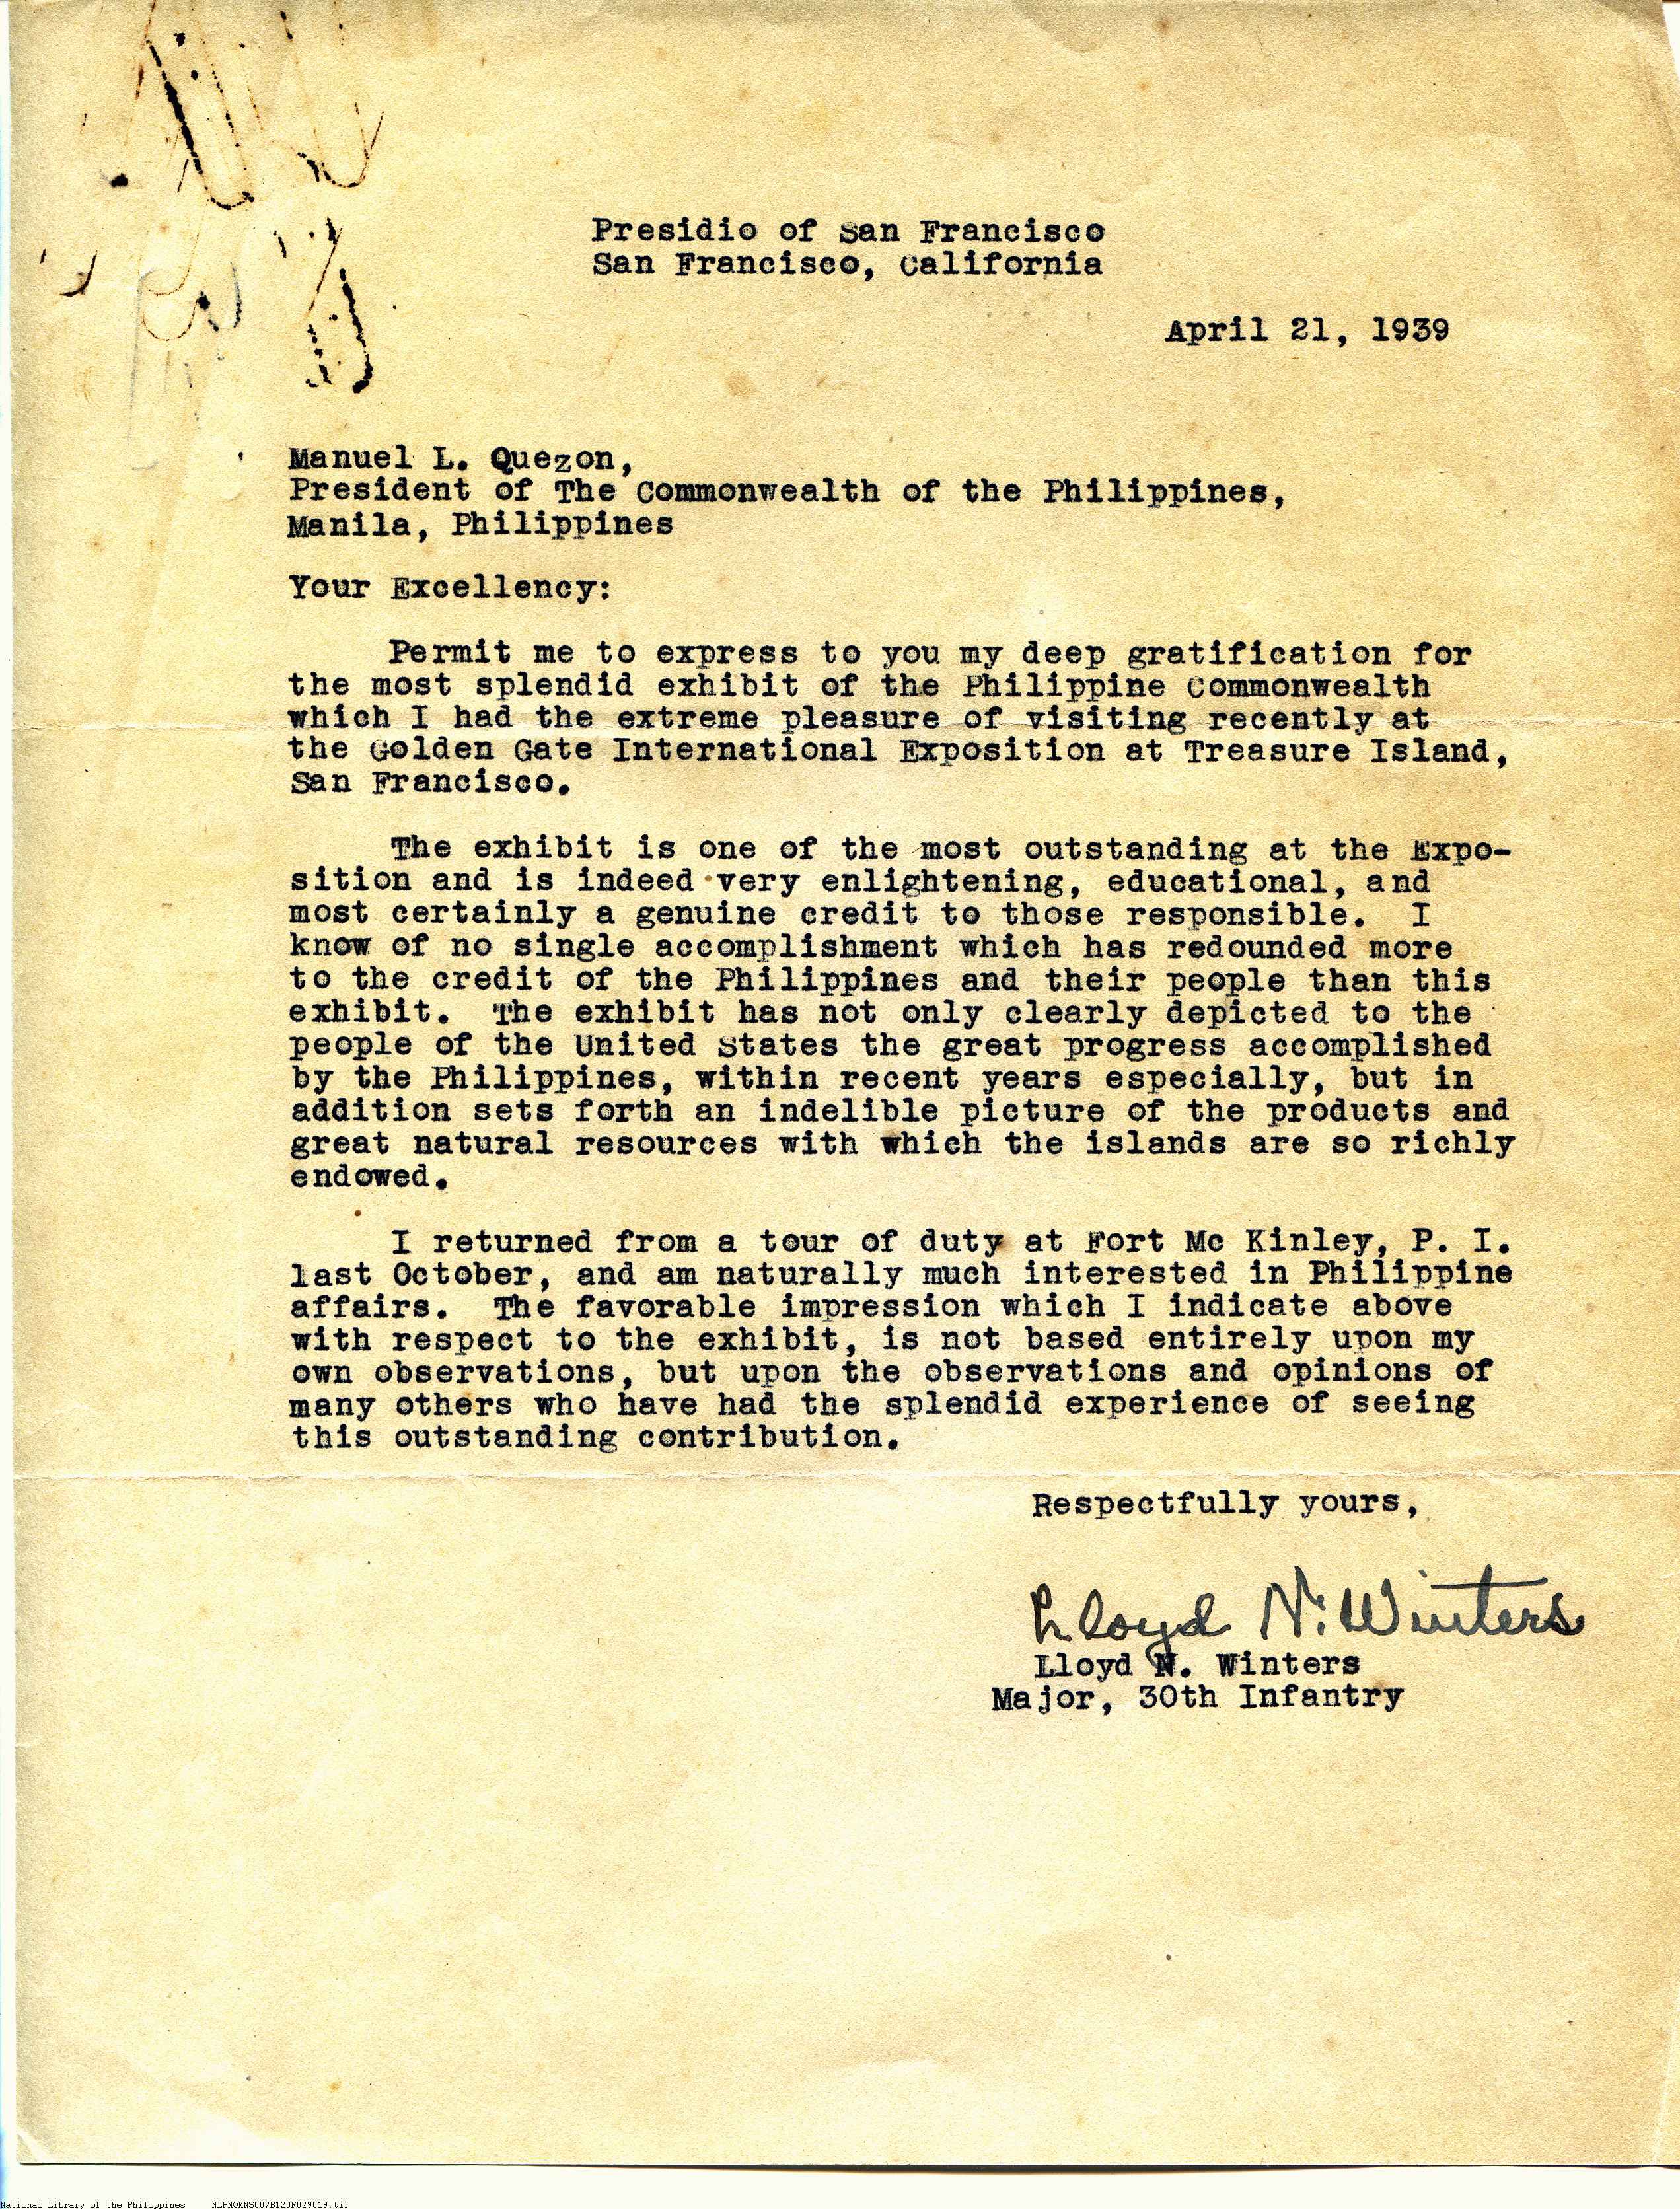 Presidio of San Francisco
San Francisco, California
April 21, 1939
Manuel L. Quezon,
President of The Commonwealth of the Philippines,
Manila, Philippines
Your Excellency:
Permit me to express to you my deep gratification for
the most splendid exhibit of the Philippine Commonwealth
which I had the extreme pleasure of visiting recently at
the Golden Gate International Exposition at Treasure Island,
San Francisco.
The exhibit is one of the most outstanding at the Expo-
sition and is indeed very enlightening, educational, and
most certainly a genuine credit to those responsible. I
know of no single accomplishment which has redounded more
to the credit of the Philippines and their people than this
exhibit. The exhibit has not only clearly depicted to the
people of the United States the great progress accomplished
by the Philippines, within recent years especially, but in
addition sets forth an indelible picture of the products and
great natural resources with which the islands are so richly
endowed.
I returned from a tour of duty at Fort Mc Kinley, P. I.
last October, and am naturally much interested in Philippine
affairs. The favorable impression which I indicate above
with respect to the exhibit, is not based entirely upon my
own observations, but upon the observations and opinions of
many others who have had the splendid experience of seeing
this outstanding contribution.
Respectfully yours,
Lloyd N. Winters
Lloyd N. Winters
Major, 30th Infantry
National Library of the Philippines NLPMQMNS007B120F029019.tif